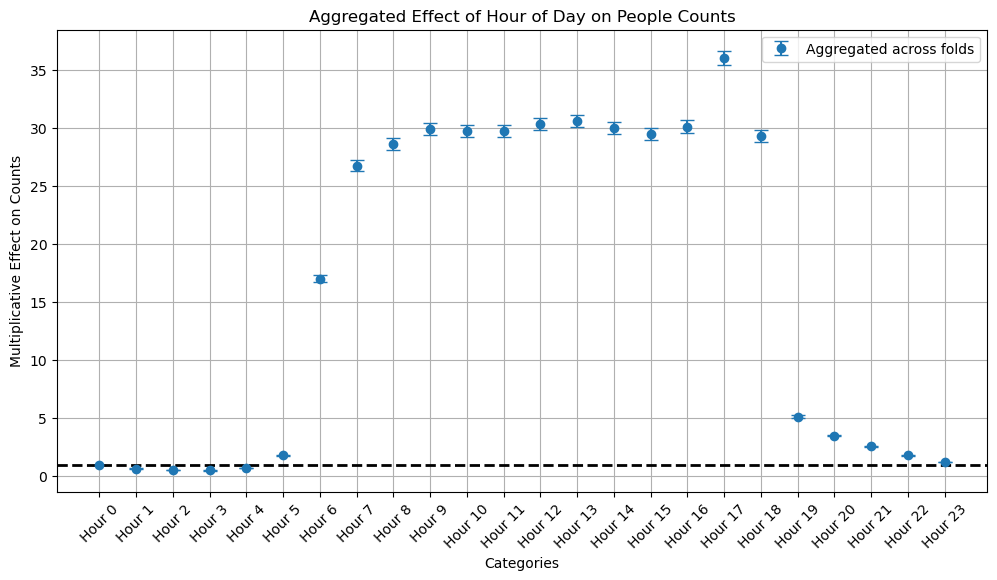 Aggregated Effect of Hour of Day on People Counts
Aggregated across folds
Multiplicative Effect on Counts
35
30
25
20
15
10
5
0
Hour 0
Hour 1
Hour 2
Hour 3
Hour 4
Hour 5
Hour 6
Hour 7
Hour 8
Hour 9
Hour 10
Hour 11
Hour 12
Hour 13
Hour 14
Hour 15
Hour 16
Hour 17
Hour 18
Hour 19
Hour 20
Hour 21
Hour 22
Hour 23
Categories